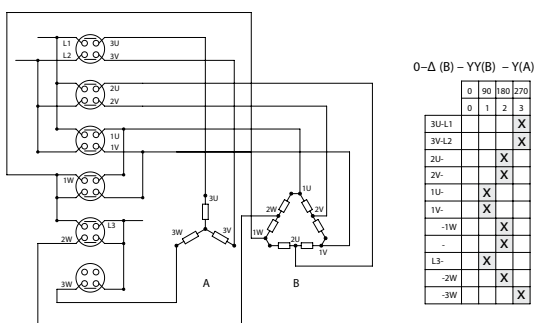 L1
3U
L2
3V
2U
2V
1U
1V
1W
L3
2W
3W
3U
3W
3V
A
1U
2W
2V
1W
2U
1V
B
0–Δ (B) – YY(B) – Y(A)
0 90 180 270
0 1 2 3
3U-L1 X
3V-L2 X
2U- X
2V- X
1U- X
1V- X
-1W X
- X
L3- X
-2W X
-3W X